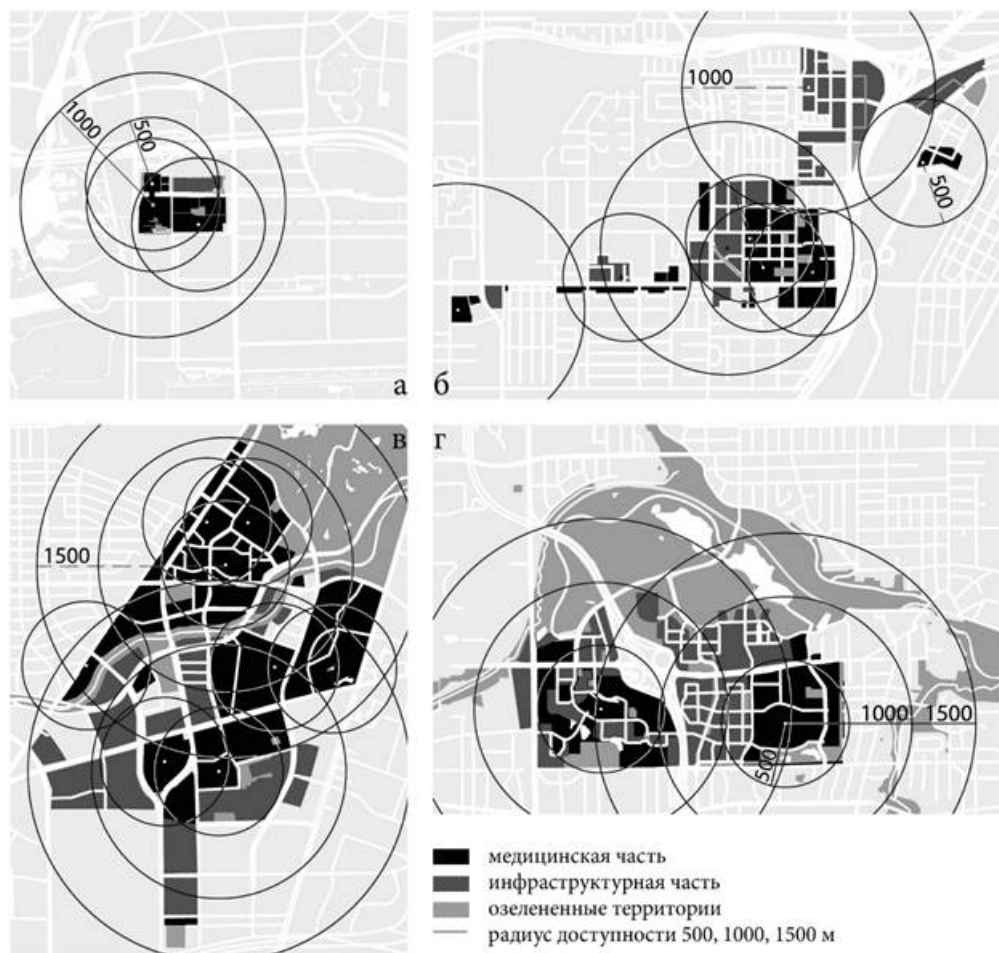 1000
500
а
1000
500
б
в
1500
г
1000
1500
500
медицинская часть
инфраструктурная часть
озелененные территории
радиус доступности 500, 1000, 1500 м